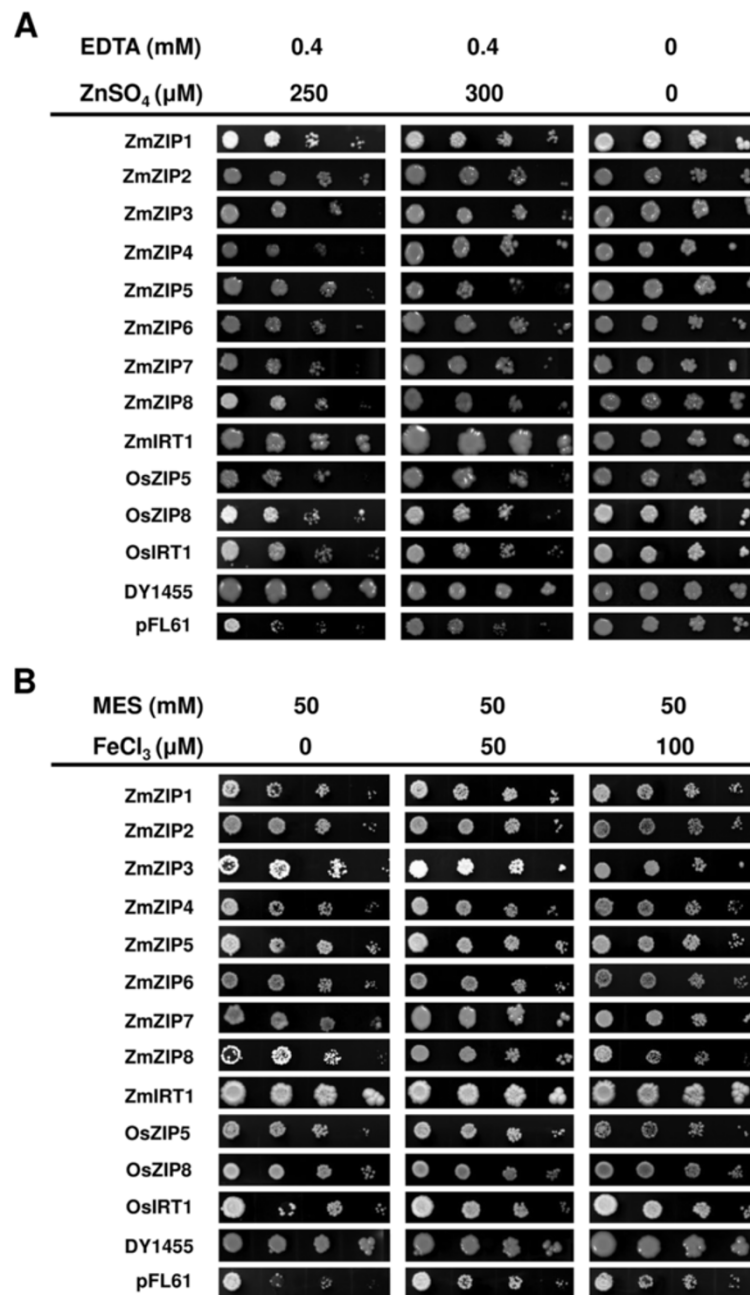 A
EDTA (mM) 0.4 0.4 0
ZnSO₄ (µM) 250 300 0
ZmZIP1
ZmZIP2
ZmZIP3
ZmZIP4
ZmZIP5
ZmZIP6
ZmZIP7
ZmZIP8
ZmIRT1
OsZIP5
OsZIP8
OsIRT1
DY1455
pFL61
B
MES (mM) 50 50 50
FeCl₃ (µM) 0 50 100
ZmZIP1
ZmZIP2
ZmZIP3
ZmZIP4
ZmZIP5
ZmZIP6
ZmZIP7
ZmZIP8
ZmIRT1
OsZIP5
OsZIP8
OsIRT1
DY1455
pFL61